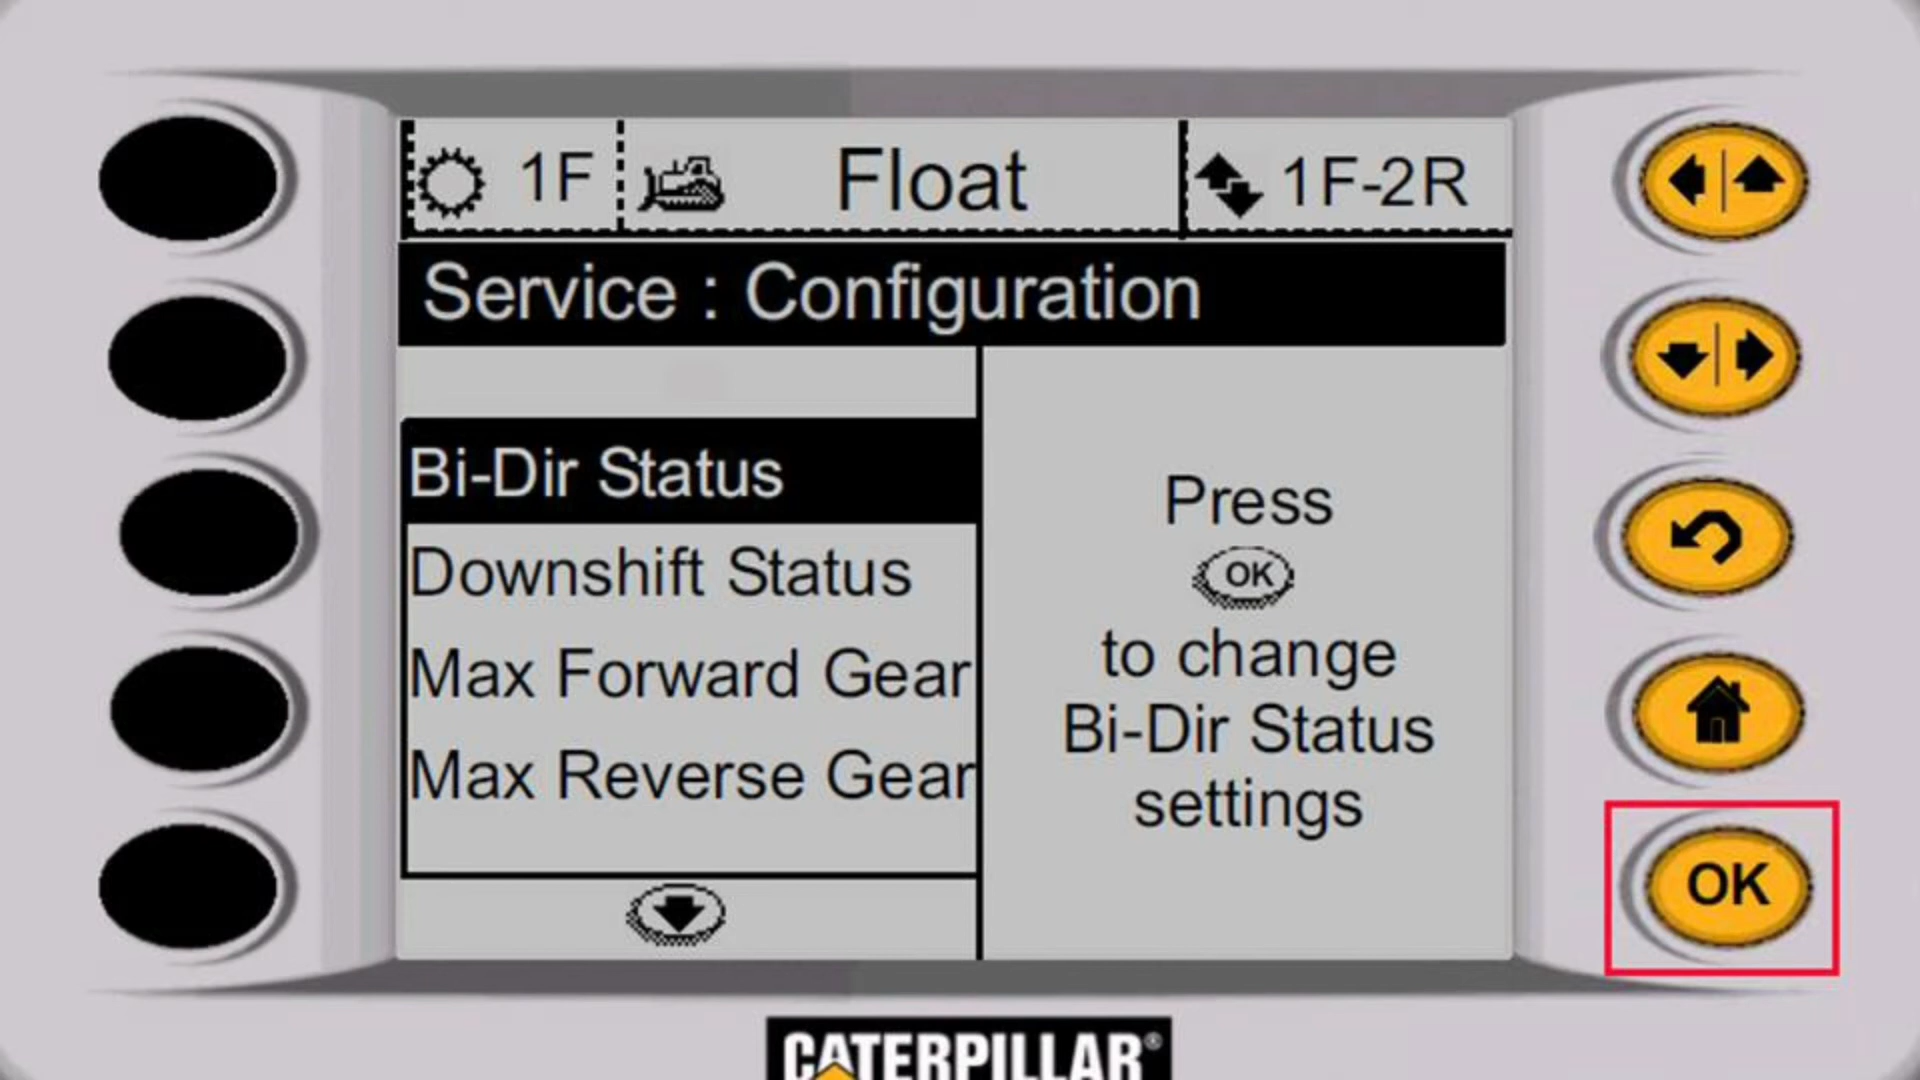 1F Float 1F-2R
Service : Configuration
Bi-Dir Status
Downshift Status
Max Forward Gear
Max Reverse Gear
Press
OK
to change
Bi-Dir Status
settings
OK
CATERPILLAR®